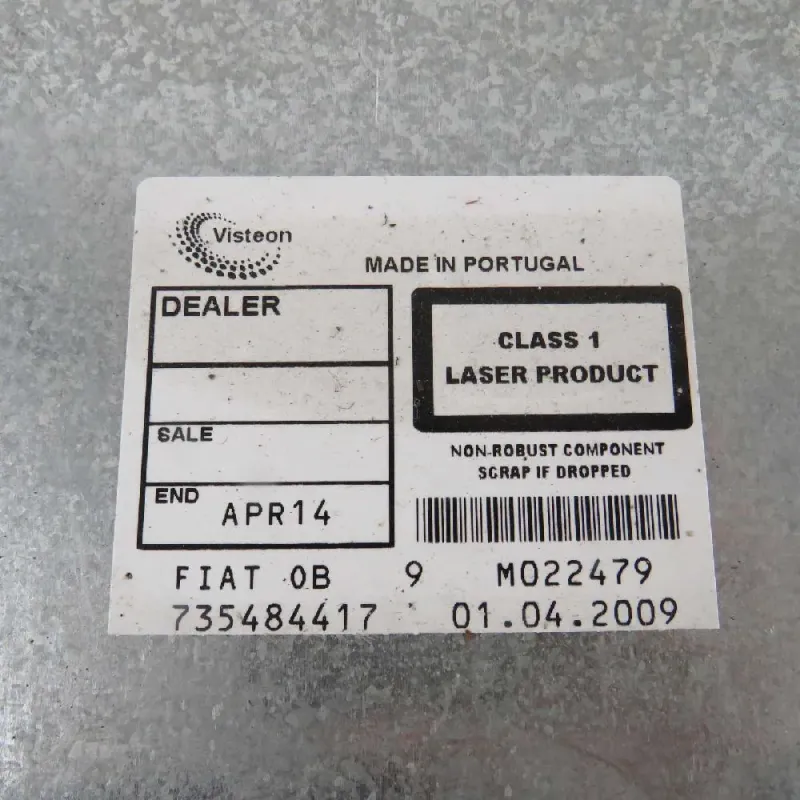 Visteon
MADE IN PORTUGAL
DEALER
CLASS 1
LASER PRODUCT
SALE
NON-ROBUST COMPONENT
SCRAP IF DROPPED
END APR14
FIAT 0B 9 M022479
735484417 01.04.2009